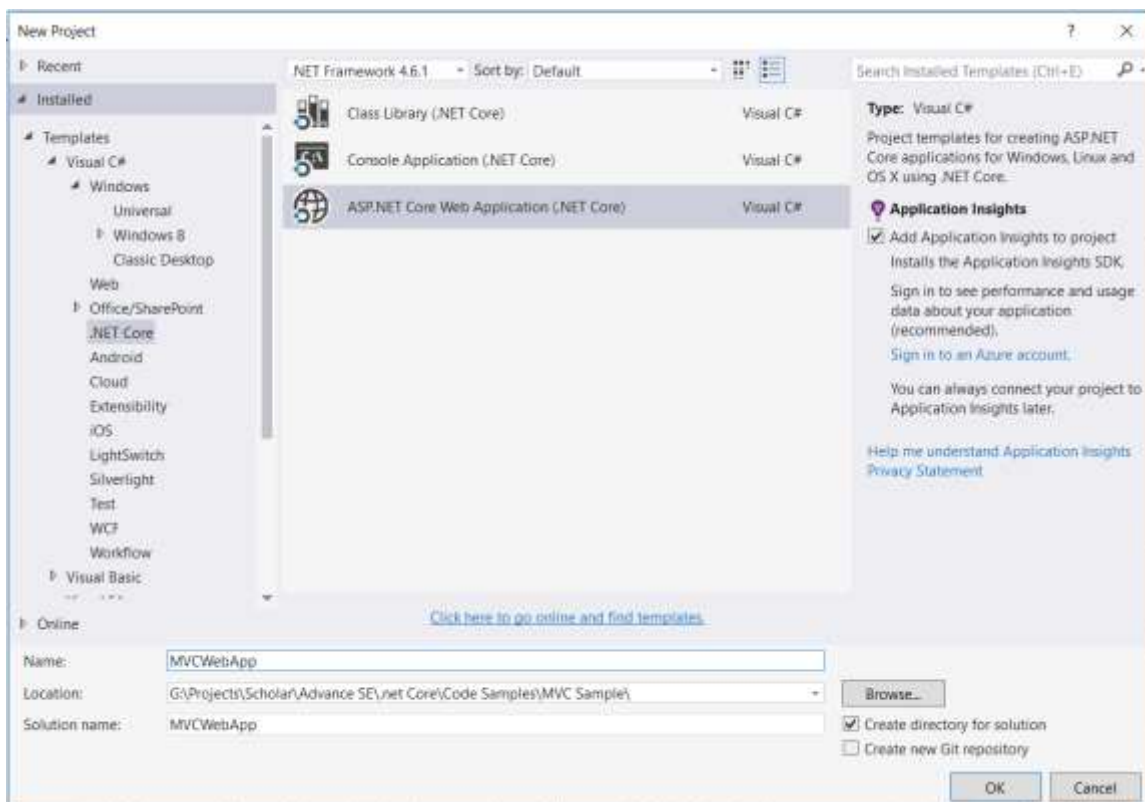 New Project
? ×
Recent
Installed
Templates
Visual C#
Windows
Universal
Windows 8
Classic Desktop
Web
Office/SharePoint
.NET Core
Android
Cloud
Extensibility
iOS
LightSwitch
Silverlight
Test
WCF
Workflow
Visual Basic
Online
.NET Framework 4.6.1 Sort by: Default
Class Library (.NET Core) Visual C#
Console Application (.NET Core) Visual C#
ASP.NET Core Web Application (.NET Core) Visual C#
Click here to go online and find templates.
Search Installed Templates (Ctrl+E)
Type: Visual C#
Project templates for creating ASP.NET
Core applications for Windows, Linux and
OS X using .NET Core.
Application Insights
Add Application Insights to project
Installs the Application Insights SDK.
Sign in to see performance and usage
data about your application
(recommended).
Sign in to an Azure account.
You can always connect your project to
Application Insights later.
Help me understand Application Insights
Privacy Statement
Name: MVCWebApp
Location: G:\Projects\Scholar\Advance SE\.net Core\Code Samples\MVC Sample\ Browse...
Solution name: MVCWebApp
Create directory for solution
Create new Git repository
OK Cancel